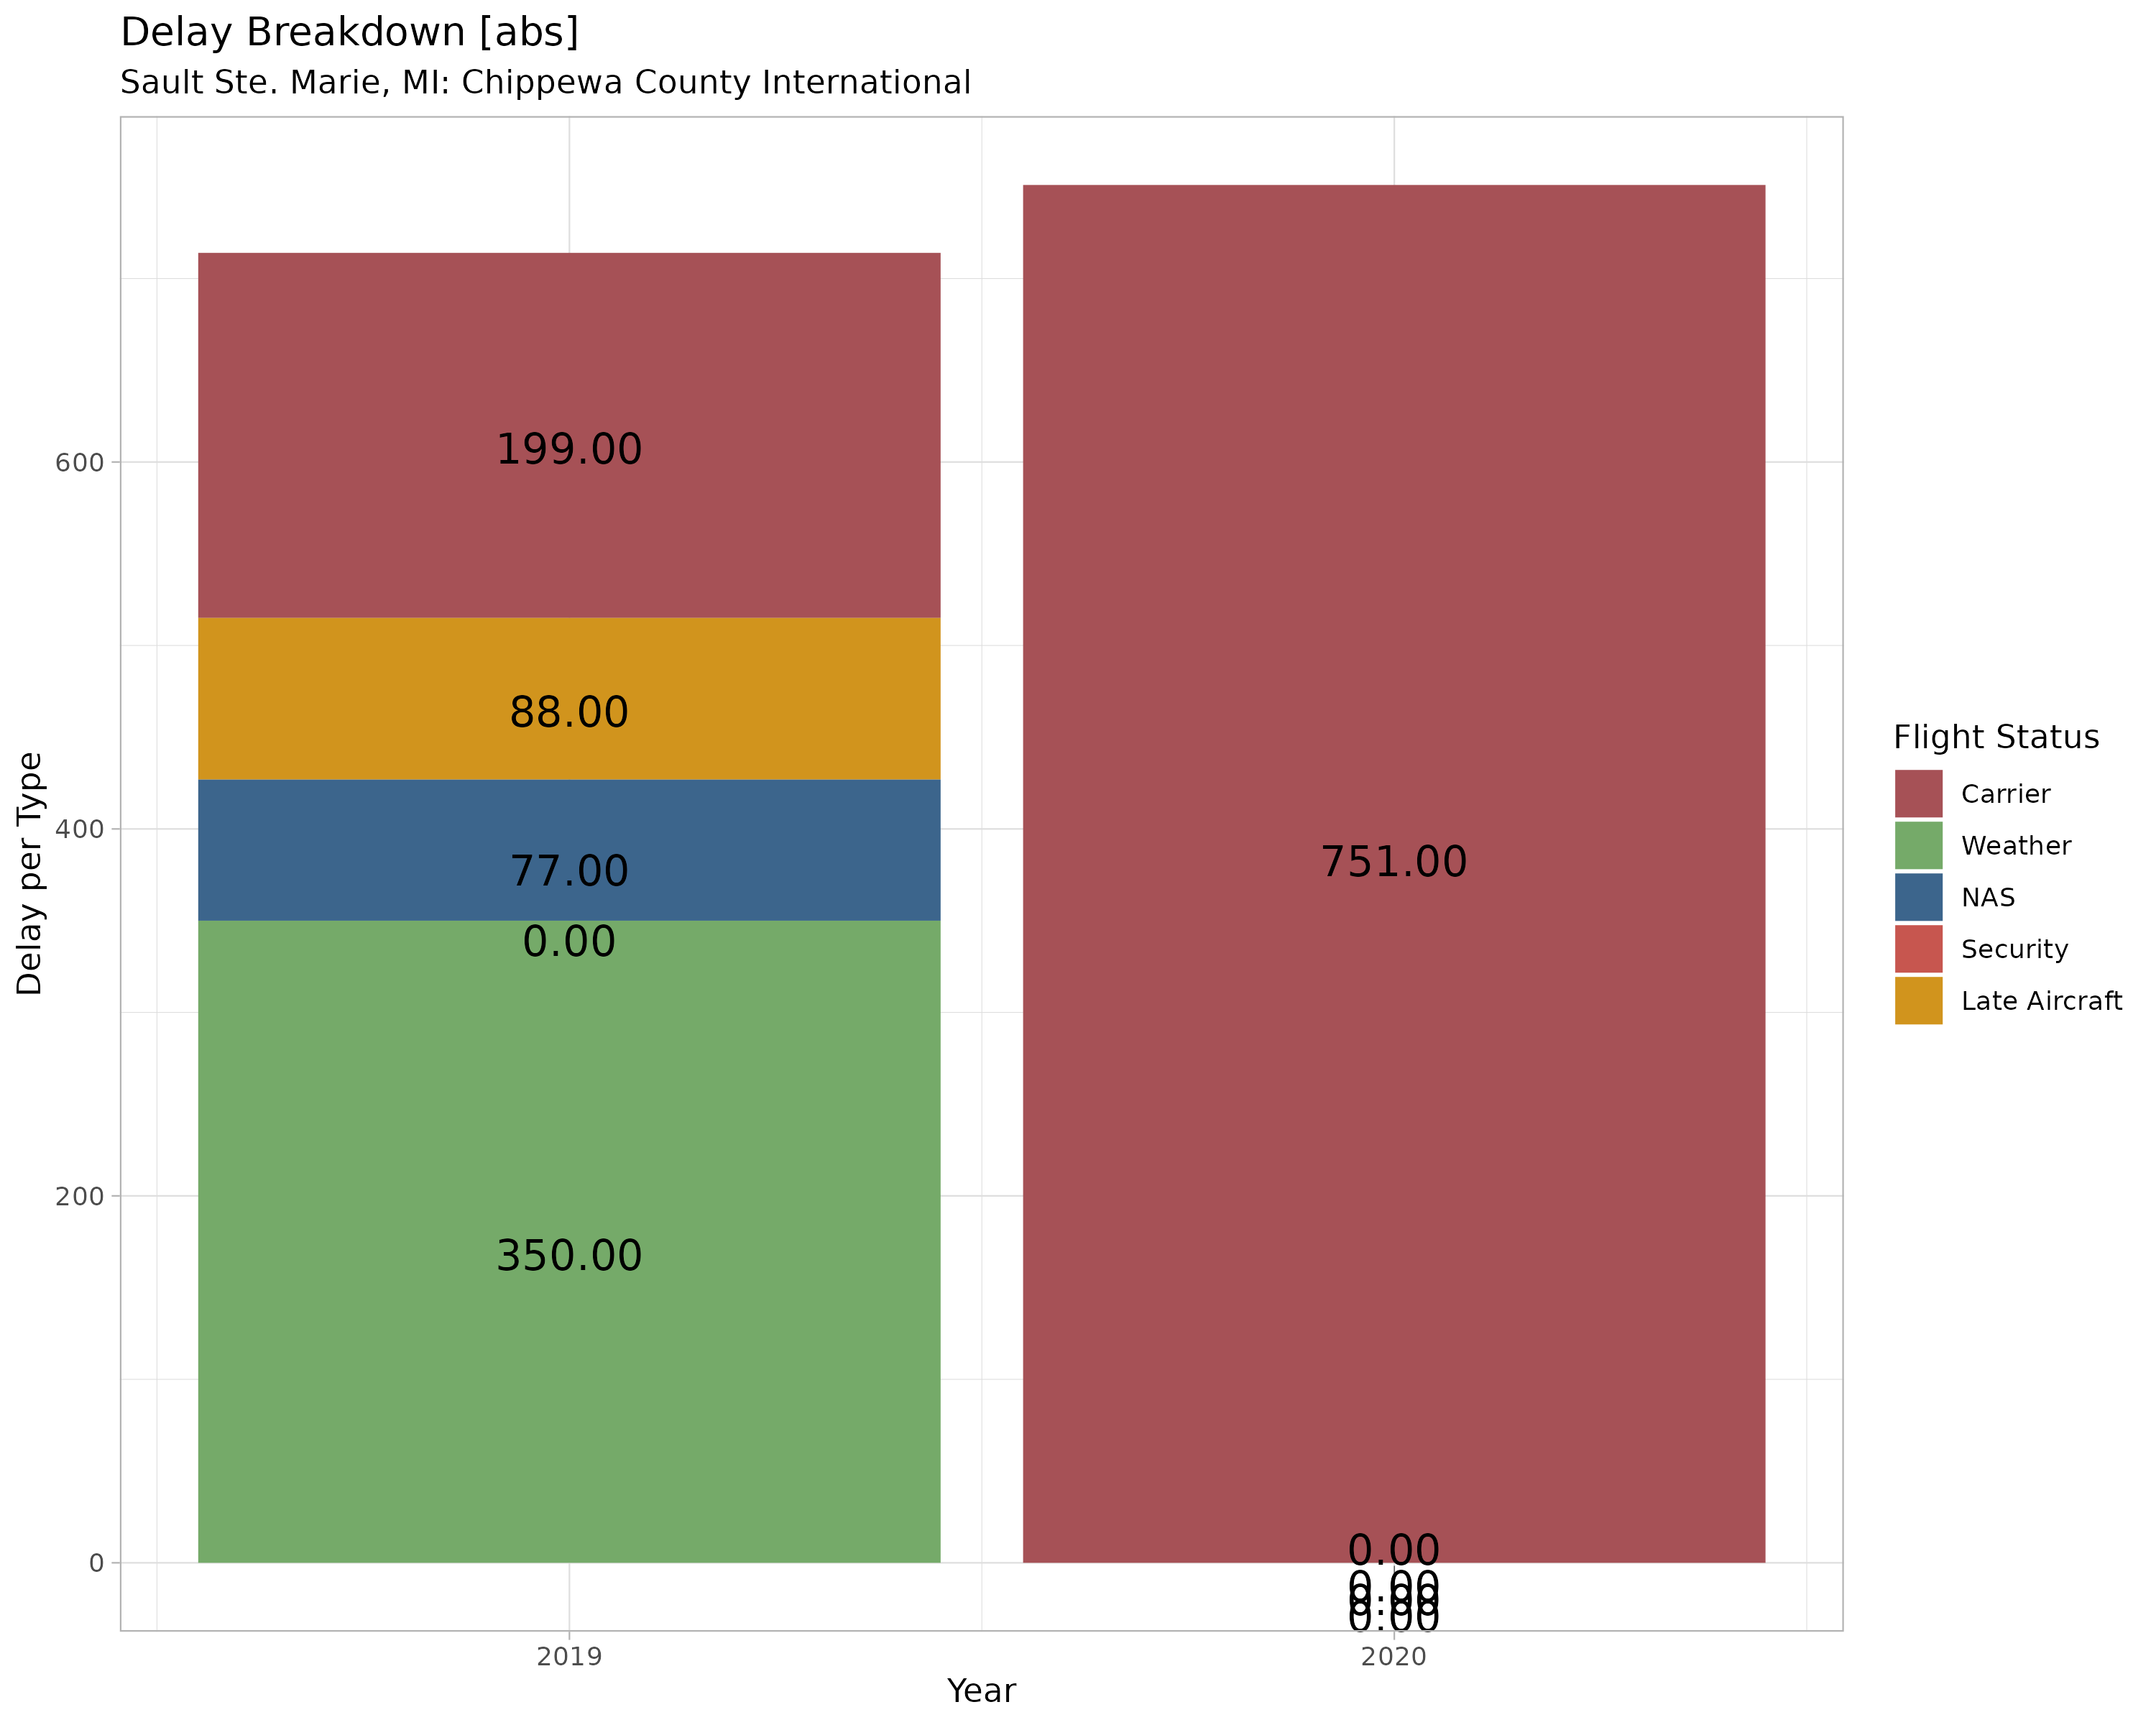 Delay Breakdown [abs]
Sault Ste. Marie, MI: Chippewa County International
Delay per Type
600
400
200
0
199.00
88.00
77.00
0.00
350.00
751.00
0.00
0.00
0.00
0.00
2019
2020
Year
Flight Status
Carrier
Weather
NAS
Security
Late Aircraft